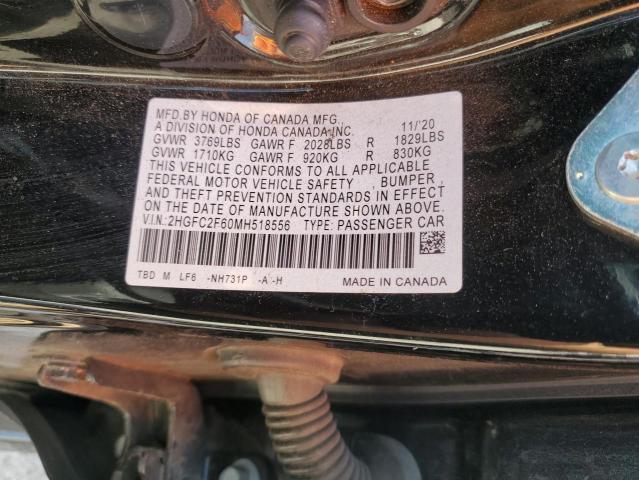 MFD.BY HONDA OF CANADA MFG.,
A DIVISION OF HONDA CANADA INC. 11/'20
GVWR 3769LBS GAWR F 2028LBS R 1829LBS
GVWR 1710KG GAWR F 920KG R 830KG
THIS VEHICLE CONFORMS TO ALL APPLICABLE
FEDERAL MOTOR VEHICLE SAFETY , BUMPER ,
AND THEFT PREVENTION STANDARDS IN EFFECT
ON THE DATE OF MANUFACTURE SHOWN ABOVE.
V.I.N.:2HGFC2F60MH518556 TYPE: PASSENGER CAR
TBD M LF6 -NH731P -A -H MADE IN CANADA